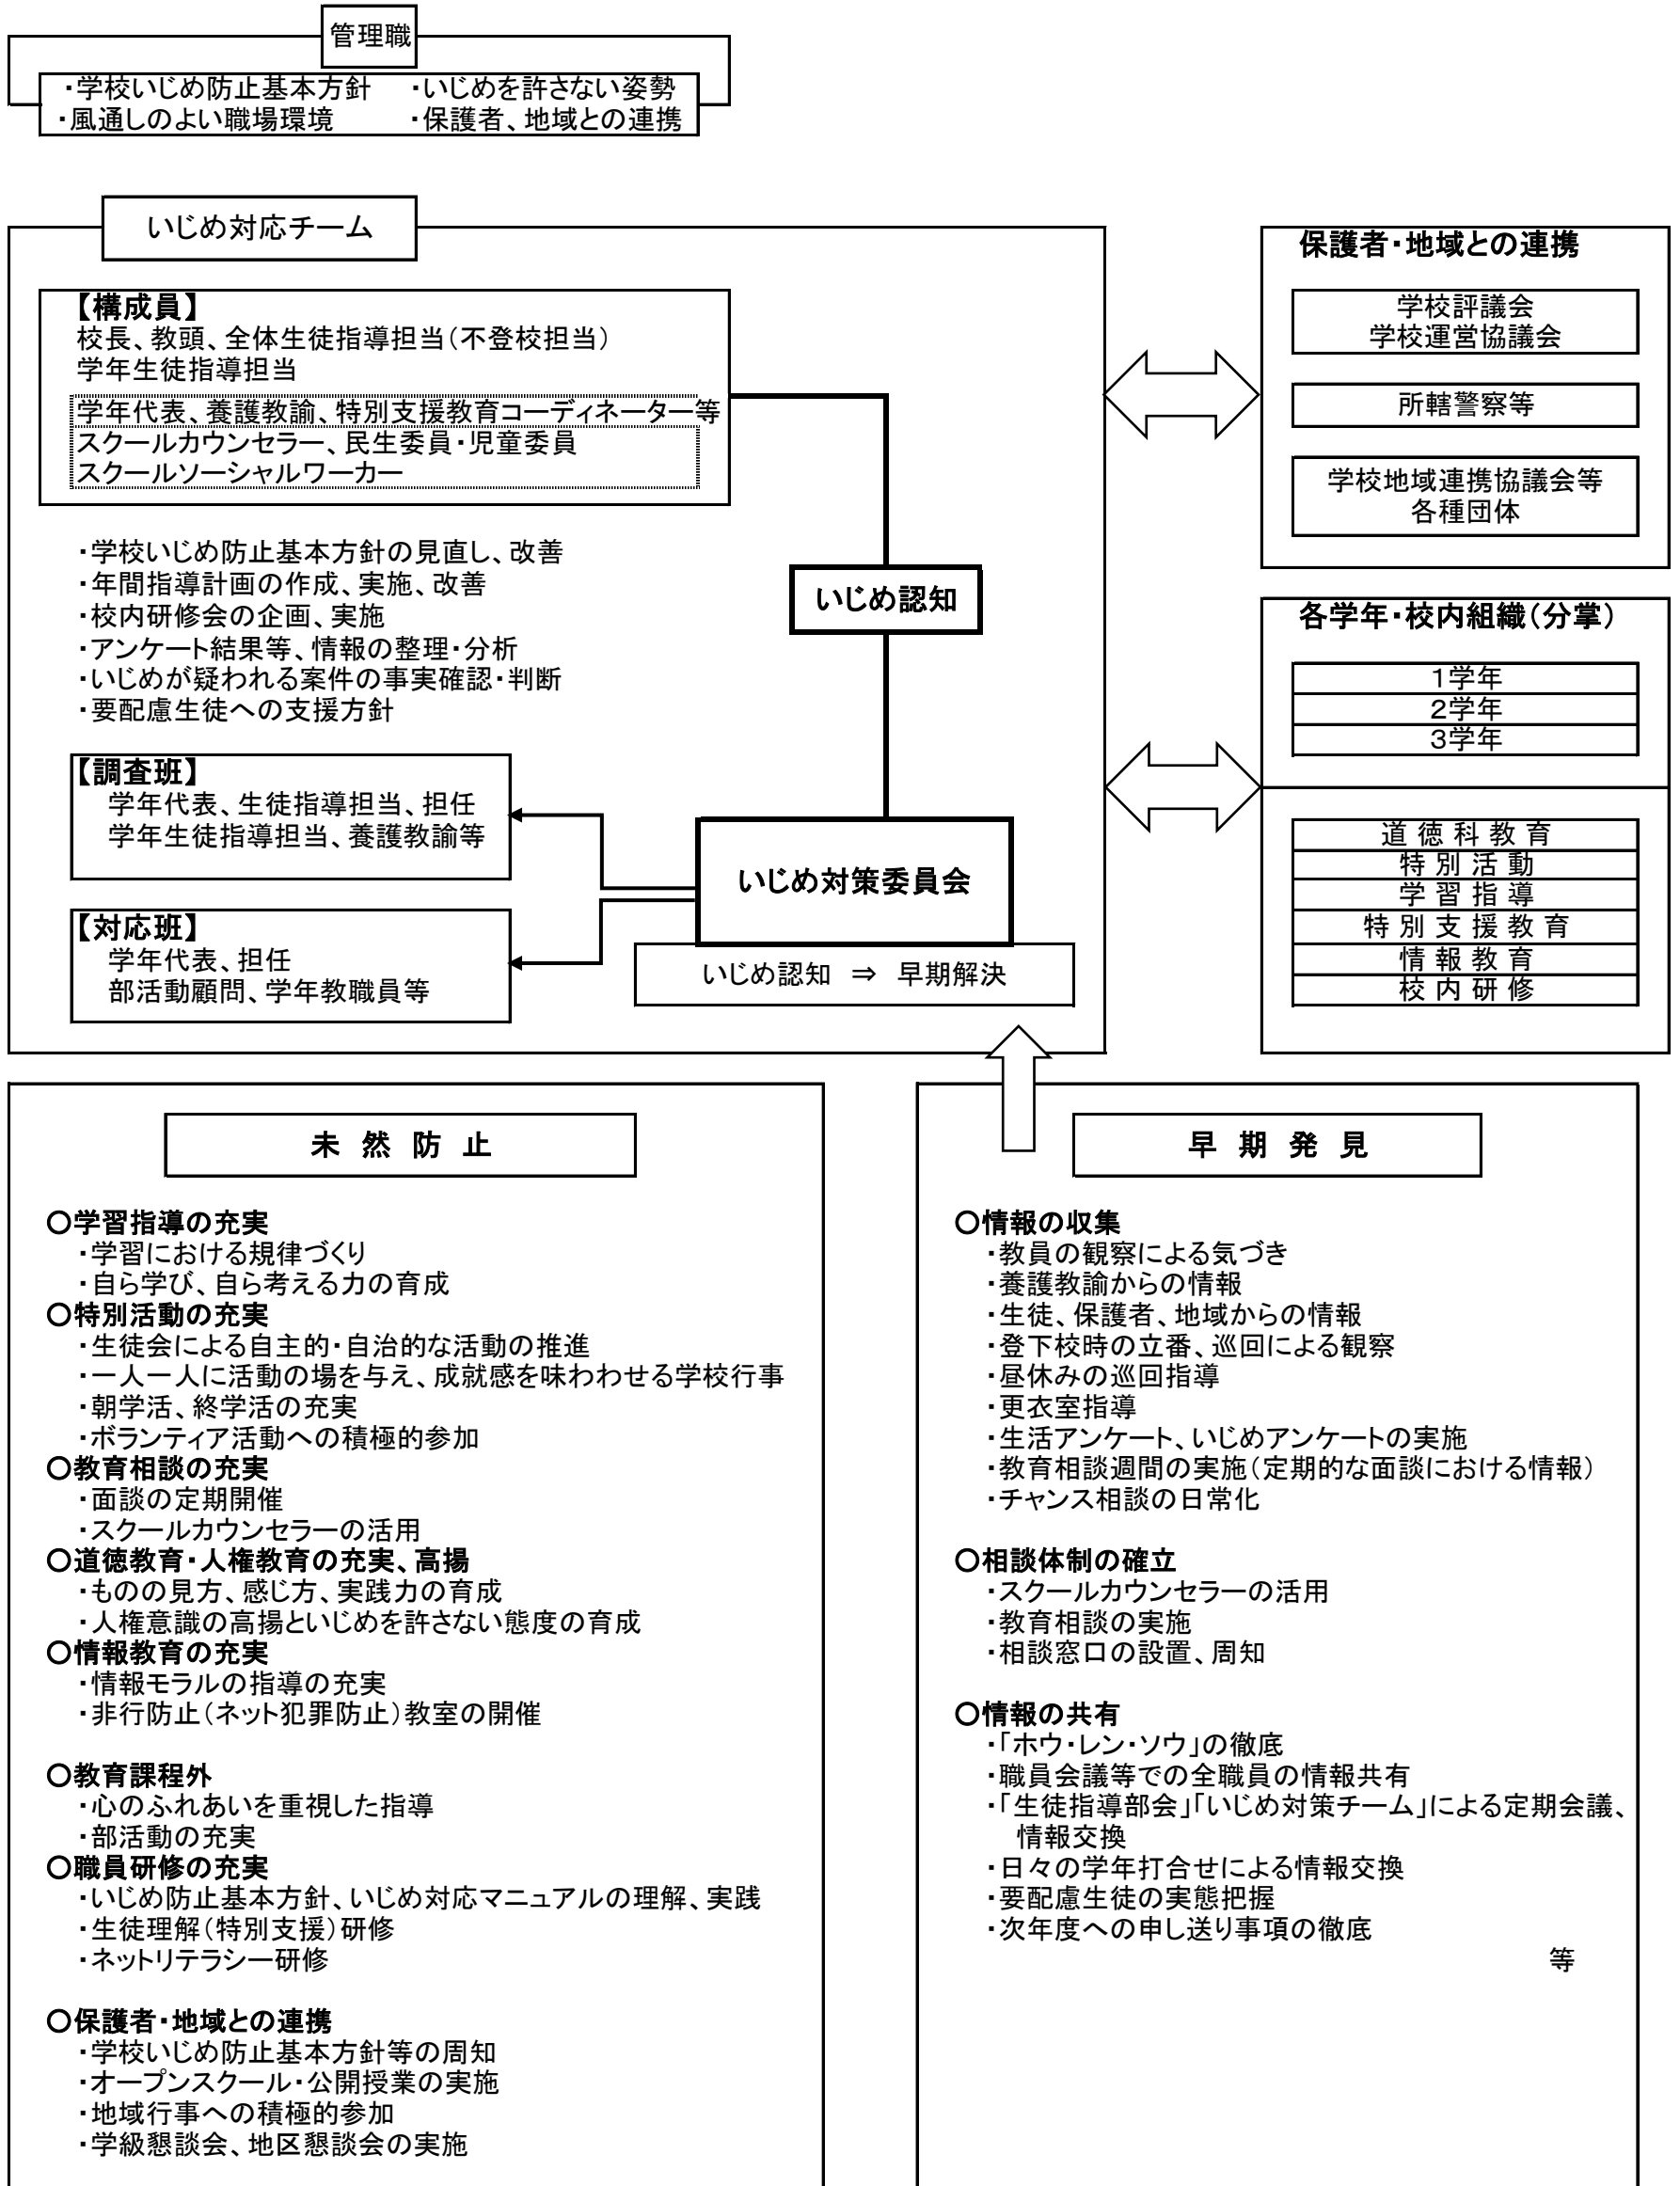 管理職
・学校いじめ防止基本方針　・いじめを許さない姿勢
・風通しのよい職場環境　・保護者、地域との連携
いじめ対応チーム
【構成員】
校長、教頭、全体生徒指導担当（不登校担当）
学年生徒指導担当
学年代表、養護教諭、特別支援教育コーディネーター等
スクールカウンセラー、民生委員・児童委員
スクールソーシャルワーカー
・学校いじめ防止基本方針の見直し、改善
・年間指導計画の作成、実施、改善
・校内研修会の企画、実施
・アンケート結果等、情報の整理・分析
・いじめが疑われる案件の事実確認・判断
・要配慮生徒への支援方針
いじめ認知
【調査班】
学年代表、生徒指導担当、担任
学年生徒指導担当、養護教諭等
いじめ対策委員会
【対応班】
学年代表、担任
部活動顧問、学年教職員等
いじめ認知　⇒　早期解決
保護者・地域との連携
学校評議会
学校運営協議会
所轄警察等
学校地域連携協議会等
各種団体
各学年・校内組織（分掌）
１学年
２学年
３学年
道徳科教育
特別活動
学習指導
特別支援教育
情報教育
校内研修
未然防止
○学習指導の充実
・学習における規律づくり
・自ら学び、自ら考える力の育成
○特別活動の充実
・生徒会による自主的・自治的な活動の推進
・一人一人に活動の場を与え、成就感を味わわせる学校行事
・朝学活、終学活の充実
・ボランティア活動への積極的参加
○教育相談の充実
・面談の定期開催
・スクールカウンセラーの活用
○道徳教育・人権教育の充実、高揚
・ものの見方、感じ方、実践力の育成
・人権意識の高揚といじめを許さない態度の育成
○情報教育の充実
・情報モラルの指導の充実
・非行防止（ネット犯罪防止）教室の開催
○教育課程外
・心のふれあいを重視した指導
・部活動の充実
○職員研修の充実
・いじめ防止基本方針、いじめ対応マニュアルの理解、実践
・生徒理解（特別支援）研修
・ネットリテラシー研修
○保護者・地域との連携
・学校いじめ防止基本方針等の周知
・オープンスクール・公開授業の実施
・地域行事への積極的参加
・学級懇談会、地区懇談会の実施
早期発見
○情報の収集
・教員の観察による気づき
・養護教諭からの情報
・生徒、保護者、地域からの情報
・登下校時の立番、巡回による観察
・昼休みの巡回指導
・更衣室指導
・生活アンケート、いじめアンケートの実施
・教育相談週間の実施（定期的な面談における情報）
・チャンス相談の日常化
○相談体制の確立
・スクールカウンセラーの活用
・教育相談の実施
・相談窓口の設置、周知
○情報の共有
・「ホウ・レン・ソウ」の徹底
・職員会議等での全職員の情報共有
・「生徒指導部会」「いじめ対策チーム」による定期会議、
情報交換
・日々の学年打合せによる情報交換
・要配慮生徒の実態把握
・次年度への申し送り事項の徹底
等